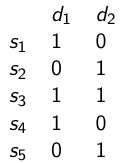 d₁ d₂
s₁ 1 0
s₂ 0 1
s₃ 1 1
s₄ 1 0
s₅ 0 1